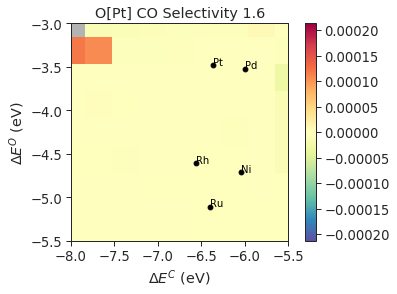 O[Pt] CO Selectivity 1.6
−3.0
−3.5
−4.0
−4.5
−5.0
−5.5
ΔE^O (eV)
Pt
Pd
Rh
Ni
Ru
−8.0 −7.5 −7.0 −6.5 −6.0 −5.5
ΔE^C (eV)
0.00020
0.00015
0.00010
0.00005
0.00000
−0.00005
−0.00010
−0.00015
−0.00020